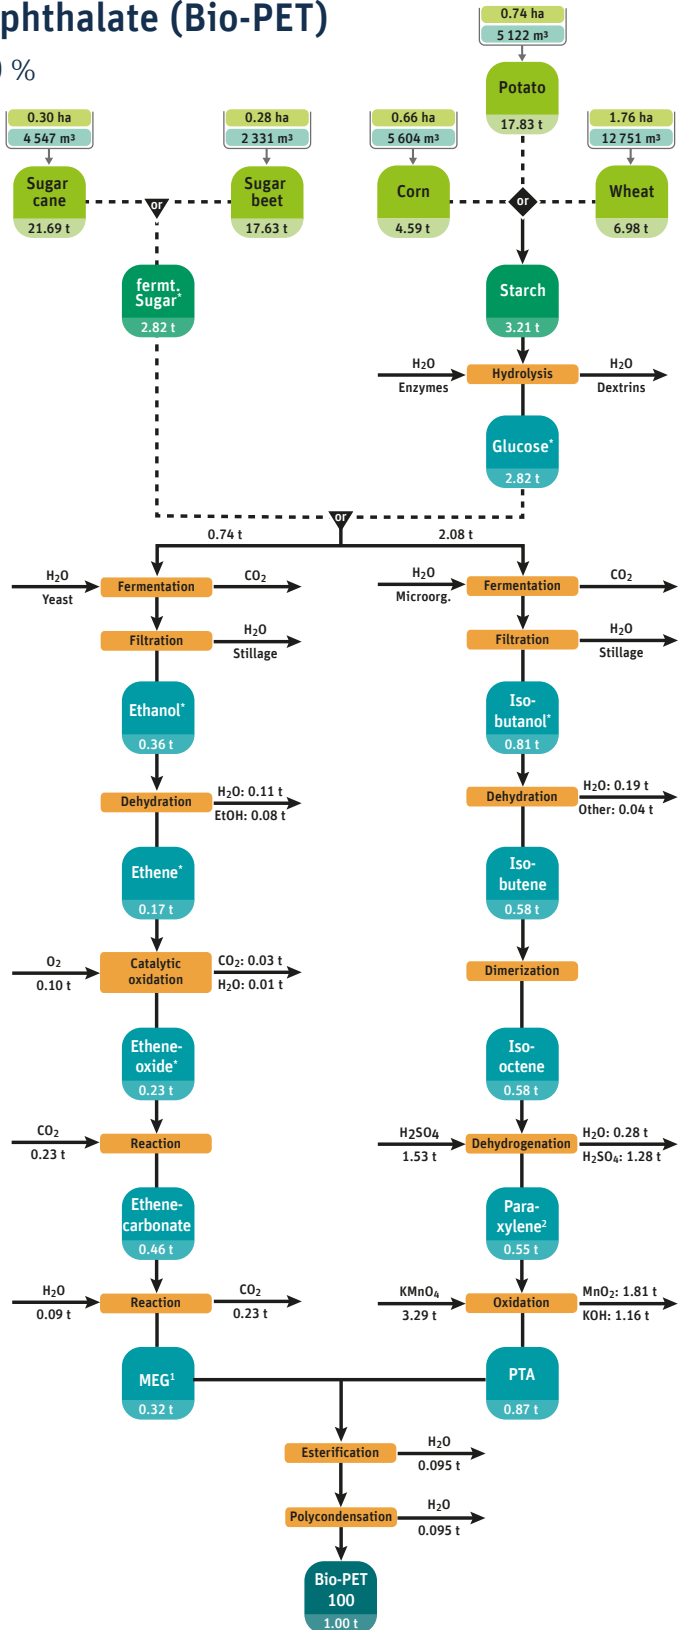 phthalate (Bio-PET)
%
0.74 ha
5 122 m³
Potato
17.83 t
0.30 ha
4 547 m³
Sugar
cane
21.69 t
or
0.28 ha
2 331 m³
Sugar
beet
17.63 t
0.66 ha
5 604 m³
Corn
4.59 t
or
1.76 ha
12 751 m³
Wheat
6.98 t
fermt.
Sugar*
2.82 t
Starch
3.21 t
H₂O
Enzymes
Hydrolysis
H₂O
Dextrins
Glucose*
2.82 t
or
0.74 t
2.08 t
H₂O
Yeast
Fermentation
CO₂
H₂O
Microorg.
Fermentation
CO₂
Filtration
H₂O
Stillage
Filtration
H₂O
Stillage
Ethanol*
0.36 t
Iso-
butanol*
0.81 t
Dehydration
H₂O: 0.11 t
EtOH: 0.08 t
Dehydration
H₂O: 0.19 t
Other: 0.04 t
Ethene*
0.17 t
Iso-
butene
0.58 t
O₂
0.10 t
Catalytic
oxidation
CO₂: 0.03 t
H₂O: 0.01 t
Dimerization
Ethene-
oxide*
0.23 t
Iso-
octene
0.58 t
CO₂
0.23 t
Reaction
H₂SO₄
1.53 t
Dehydrogenation
H₂O: 0.28 t
H₂SO₄: 1.28 t
Ethene-
carbonate
0.46 t
Para-
xylene²
0.55 t
H₂O
0.09 t
Reaction
CO₂
0.23 t
KMnO₄
3.29 t
Oxidation
MnO₂: 1.81 t
KOH: 1.16 t
MEG¹
0.32 t
PTA
0.87 t
Esterification
H₂O
0.095 t
Polycondensation
H₂O
0.095 t
Bio-PET
100
1.00 t